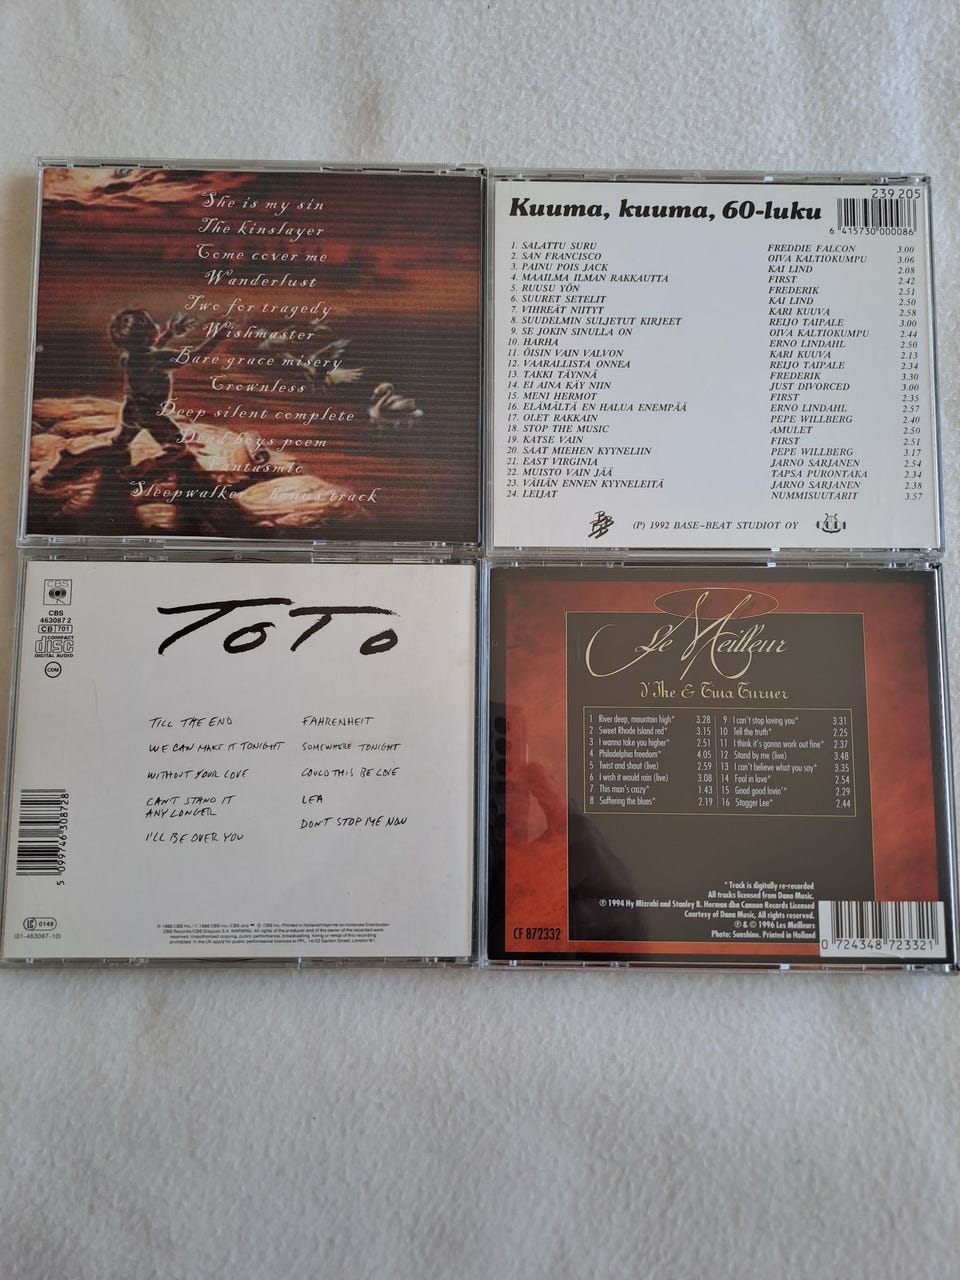 She is my sin
The kinslayer
Come cover me
Wanderlust
Two for tragedy
Wishmaster
Bare grace misery
Crownless
Deep silent complete
Dead boys poem
Fantasmic
Sleepwalker bonus track
Kuuma, kuuma, 60-luku
239 205
6 415730 000086
1. SALATTU SURU FREDDIE FALCON 3.00
2. SAN FRANCISCO OIVA KALTIOKUMPU 3.06
3. PAINU POIS JACK KAI LIND 2.08
4. MAAILMA ILMAN RAKKAUTTA FIRST 2.42
5. RUUSU YÖN FREDERIK 2.51
6. SUURET SETELIT KAI LIND 2.50
7. VIHREÄT NIITYT KARI KUUVA 2.58
8. SUUDELMIN SULJETUT KIRJEET REIJO TAIPALE 3.00
9. SE JOKIN SINULLA ON OIVA KALTIOKUMPU 2.44
10. HARHA ERNO LINDAHL 2.50
11. ÖISIN VAIN VALVON KARI KUUVA 2.13
12. VAARALLISTA ONNEA REIJO TAIPALE 2.34
13. TAKKI TÄYNNÄ FREDERIK 3.30
14. EI AINA KÄY NIIN JUST DIVORCED 3.00
15. MENI HERMOT FIRST 2.35
16. ELÄMÄLTÄ EN HALUA ENEMPÄÄ ERNO LINDAHL 2.57
17. OLET RAKKAIN PEPE WILLBERG 2.40
18. STOP THE MUSIC AMULET 2.50
19. KATSE VAIN FIRST 2.51
20. SAAT MIEHEN KYYNELIIN PEPE WILLBERG 3.17
21. EAST VIRGINIA JARNO SARJANEN 2.54
22. MUISTO VAIN JÄÄ TAPSA PURONTAKA 2.34
23. VÄHÄN ENNEN KYYNELEITÄ JARNO SARJANEN 2.38
24. LEIJAT NUMMISUUTARIT 3.57
(P) 1992 BASE-BEAT STUDIOT OY
CBS
CBS
463087 2
CB 701
COMPACT
disc
DIGITAL AUDIO
TOTO
TILL THE END
WE CAN MAKE IT TONIGHT
WITHOUT YOUR LOVE
CAN'T STAND IT
ANY LONGER
I'LL BE OVER YOU
FAHRENHEIT
SOMEWHERE TONIGHT
COULD THIS BE LOVE
LEA
DON'T STOP ME NOW
5 099746 308728
LC 0149
(01-463087-10)
Le Meilleur
d'Ike & Tina Turner
1 River deep, mountain high* 3.28
2 Sweet Rhode Island red* 3.15
3 I wanna take you higher* 2.51
4 Philadelphia freedom* 4.05
5 Twist and shout (live) 2.59
6 I wish it would rain (live) 3.08
7 This man's crazy* 1.43
8 Suffering the blues* 2.19
9 I can't stop loving you* 3.31
10 Tell the truth* 2.25
11 I think it's gonna work out fine* 2.37
12 Stand by me (live) 3.48
13 I can't believe what you say* 3.35
14 Fool in love* 2.54
15 Good good lovin'* 2.29
16 Stagger Lee* 2.44
* Track is digitally re-recorded
All tracks licensed from Dana Music.
℗ 1994 Hy Mizrahi and Stanley B. Herman dba Cannon Records Licensed
Courtesy of Dana Music, All rights reserved.
℗ & © 1996 Les Meilleurs
Photo: Sunshine. Printed in Holland
CF 872332
0 724348 723321